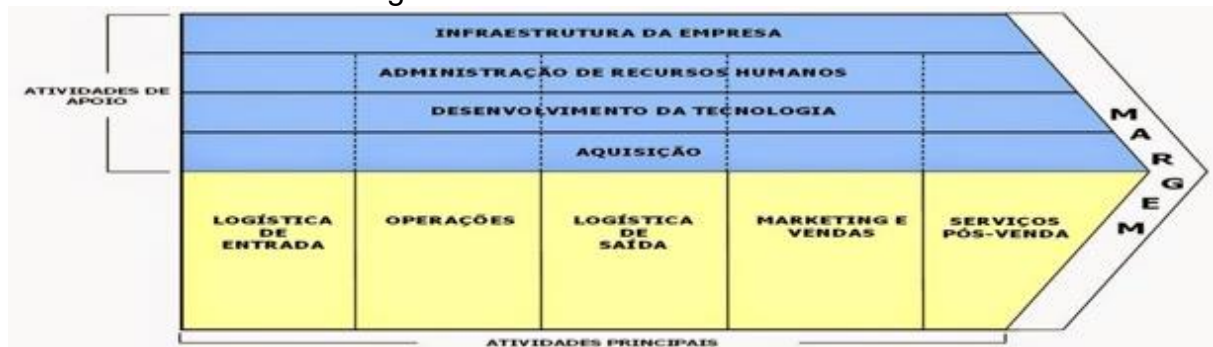 INFRAESTRUTURA DA EMPRESA
ADMINISTRAÇÃO DE RECURSOS HUMANOS
ATIVIDADES DE
APOIO
DESENVOLVIMENTO DA TECNOLOGIA
AQUISIÇÃO
LOGÍSTICA
DE
ENTRADA
OPERAÇÕES
LOGÍSTICA
DE
SAÍDA
MARKETING E
VENDAS
SERVIÇOS
PÓS-VENDA
MARGEM
ATIVIDADES PRINCIPAIS